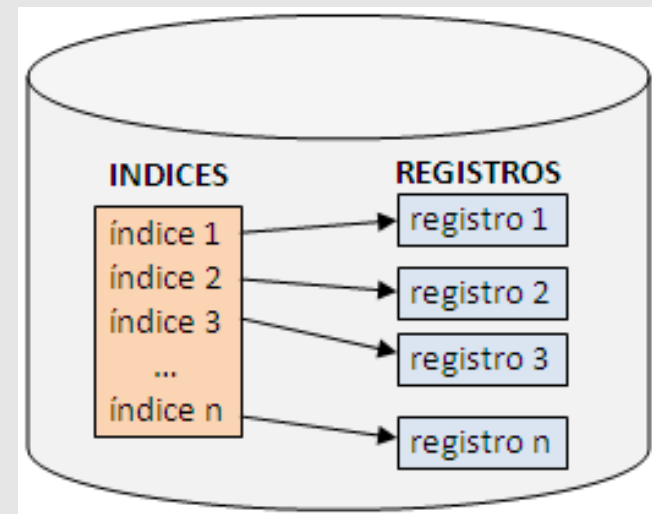 INDICES
índice 1
índice 2
índice 3
...
índice n
REGISTROS
registro 1
registro 2
registro 3
registro n